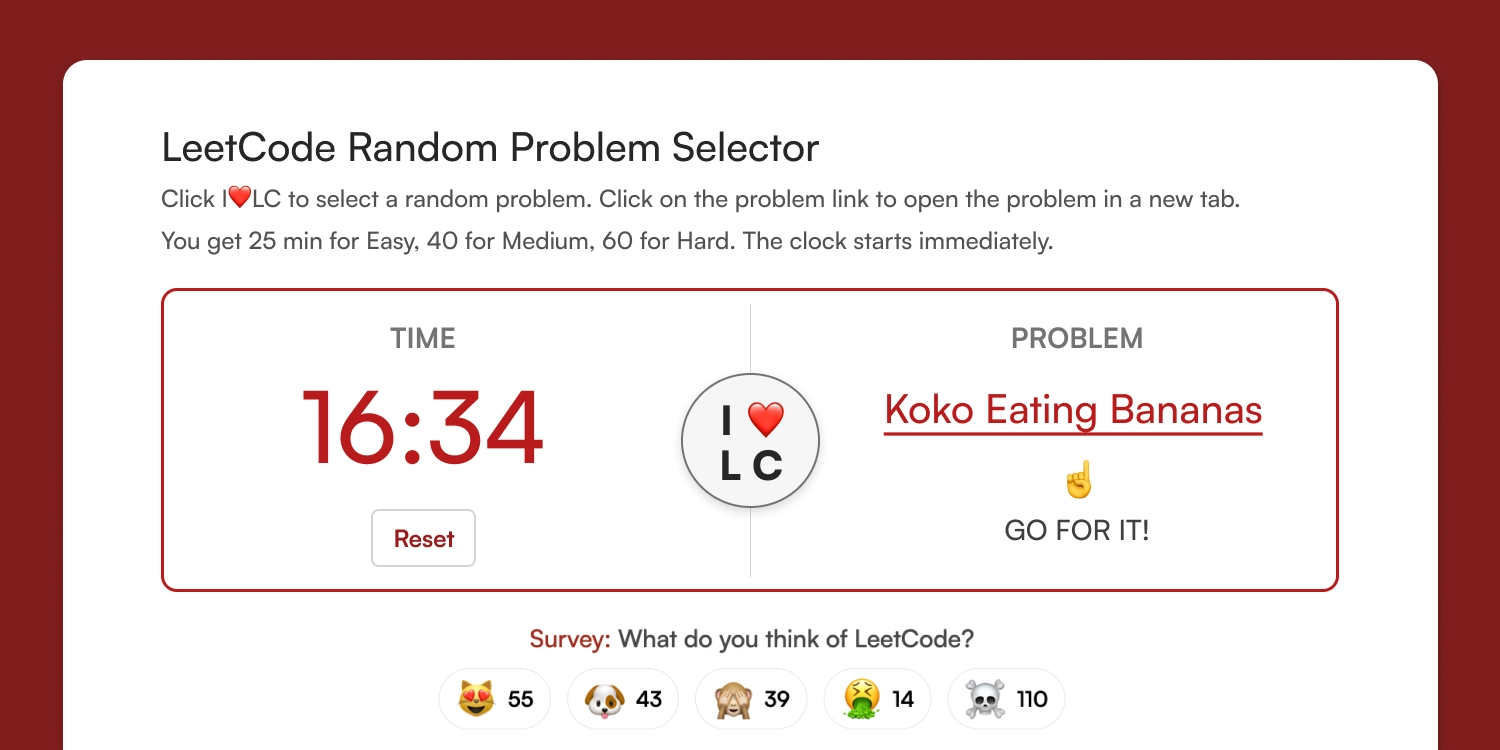 LeetCode Random Problem Selector
Click I❤️LC to select a random problem. Click on the problem link to open the problem in a new tab.
You get 25 min for Easy, 40 for Medium, 60 for Hard. The clock starts immediately.
TIME
16:34
Reset
I ❤️
L C
PROBLEM
Koko Eating Bananas
☝️
GO FOR IT!
Survey: What do you think of LeetCode?
😻 55 🐶 43 🙈 39 🤮 14 ☠️ 110